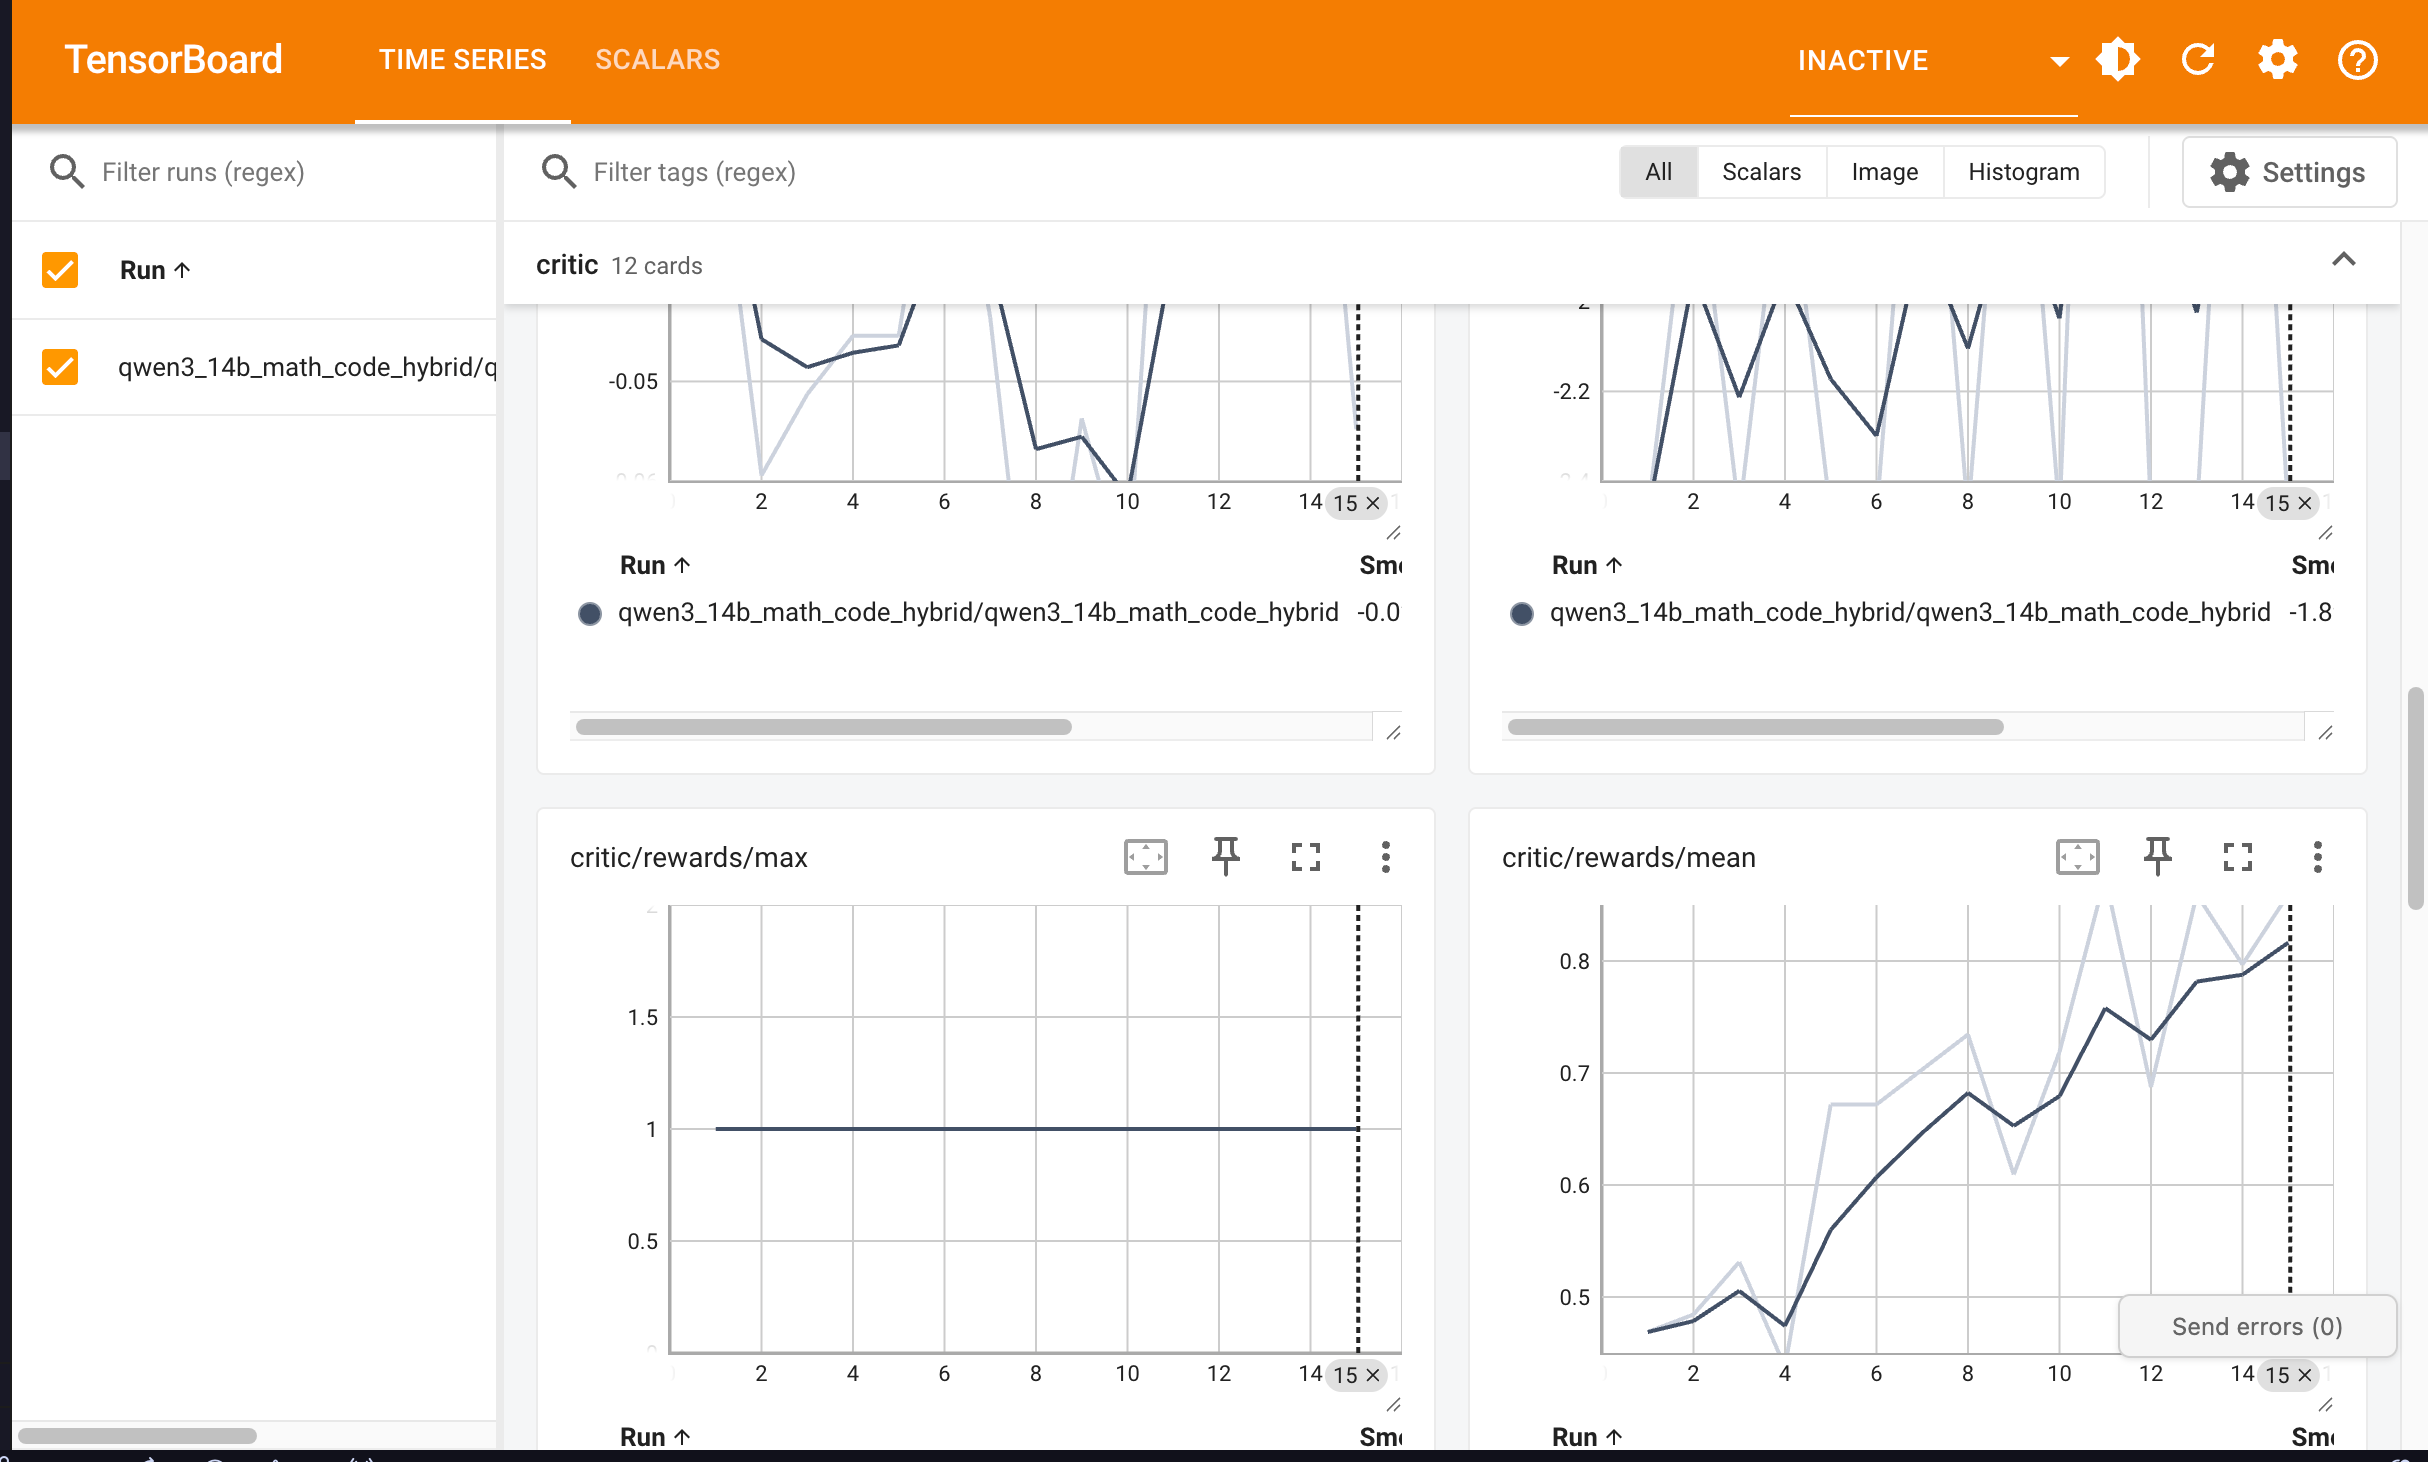 TensorBoard TIME SERIES SCALARS INACTIVE
Filter runs (regex)
Filter tags (regex) All Scalars Image Histogram Settings
Run
qwen3_14b_math_code_hybrid/q
critic 12 cards
-0.05
2 4 6 8 10 12 14 15
Run
qwen3_14b_math_code_hybrid/qwen3_14b_math_code_hybrid -0.0
-2.2
2 4 6 8 10 12 14 15
Run
qwen3_14b_math_code_hybrid/qwen3_14b_math_code_hybrid -1.8
critic/rewards/max
1.5
1
0.5
2 4 6 8 10 12 14 15
Run
critic/rewards/mean
0.8
0.7
0.6
0.5
2 4 6 8 10 12 14 15
Run
Send errors (0)